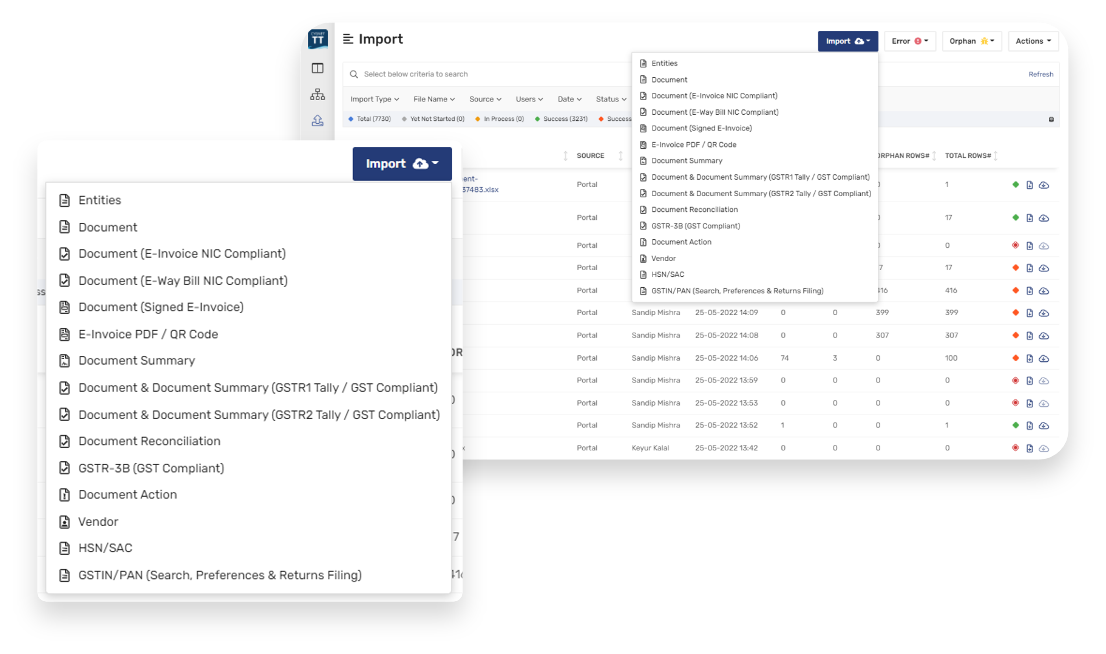 TT
Import
Import
Error
Orphan
Actions
Select below criteria to search
Refresh
Import Type
File Name
Source
Users
Date
Status
Total (7730)
Yet Not Started (0)
In Process (0)
Success (3231)
Success
Entities
Document
Document (E-Invoice NIC Compliant)
Document (E-Way Bill NIC Compliant)
Document (Signed E-Invoice)
E-Invoice PDF / QR Code
Document Summary
Document & Document Summary (GSTR1 Tally / GST Compliant)
Document & Document Summary (GSTR2 Tally / GST Compliant)
Document Reconciliation
GSTR-3B (GST Compliant)
Document Action
Vendor
HSN/SAC
GSTIN/PAN (Search, Preferences & Returns Filing)
SOURCE ORPHAN ROWS# TOTAL ROWS#
ent-
37483.xlsx
Portal 0 1
Portal 0 17
Portal 0 0
Portal 17 17
Portal 416 416
Portal Sandip Mishra 25-05-2022 14:09 0 0 399 399
Portal Sandip Mishra 25-05-2022 14:08 0 0 307 307
Portal Sandip Mishra 25-05-2022 14:06 74 3 0 100
Portal Sandip Mishra 25-05-2022 13:59 0 0 0 0
Portal Sandip Mishra 25-05-2022 13:53 0 0 0 0
Portal Sandip Mishra 25-05-2022 13:52 1 0 0 1
Portal Keyur Kalal 25-05-2022 13:42 0 0 0 0
Import
Entities
Document
Document (E-Invoice NIC Compliant)
Document (E-Way Bill NIC Compliant)
Document (Signed E-Invoice)
E-Invoice PDF / QR Code
Document Summary
Document & Document Summary (GSTR1 Tally / GST Compliant)
Document & Document Summary (GSTR2 Tally / GST Compliant)
Document Reconciliation
GSTR-3B (GST Compliant)
Document Action
Vendor
HSN/SAC
GSTIN/PAN (Search, Preferences & Returns Filing)